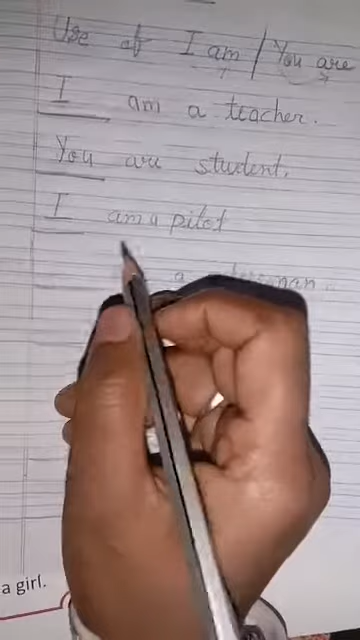 Use of I am / You are
I am a teacher.
You are student.
I am a pilot
a
a girl.